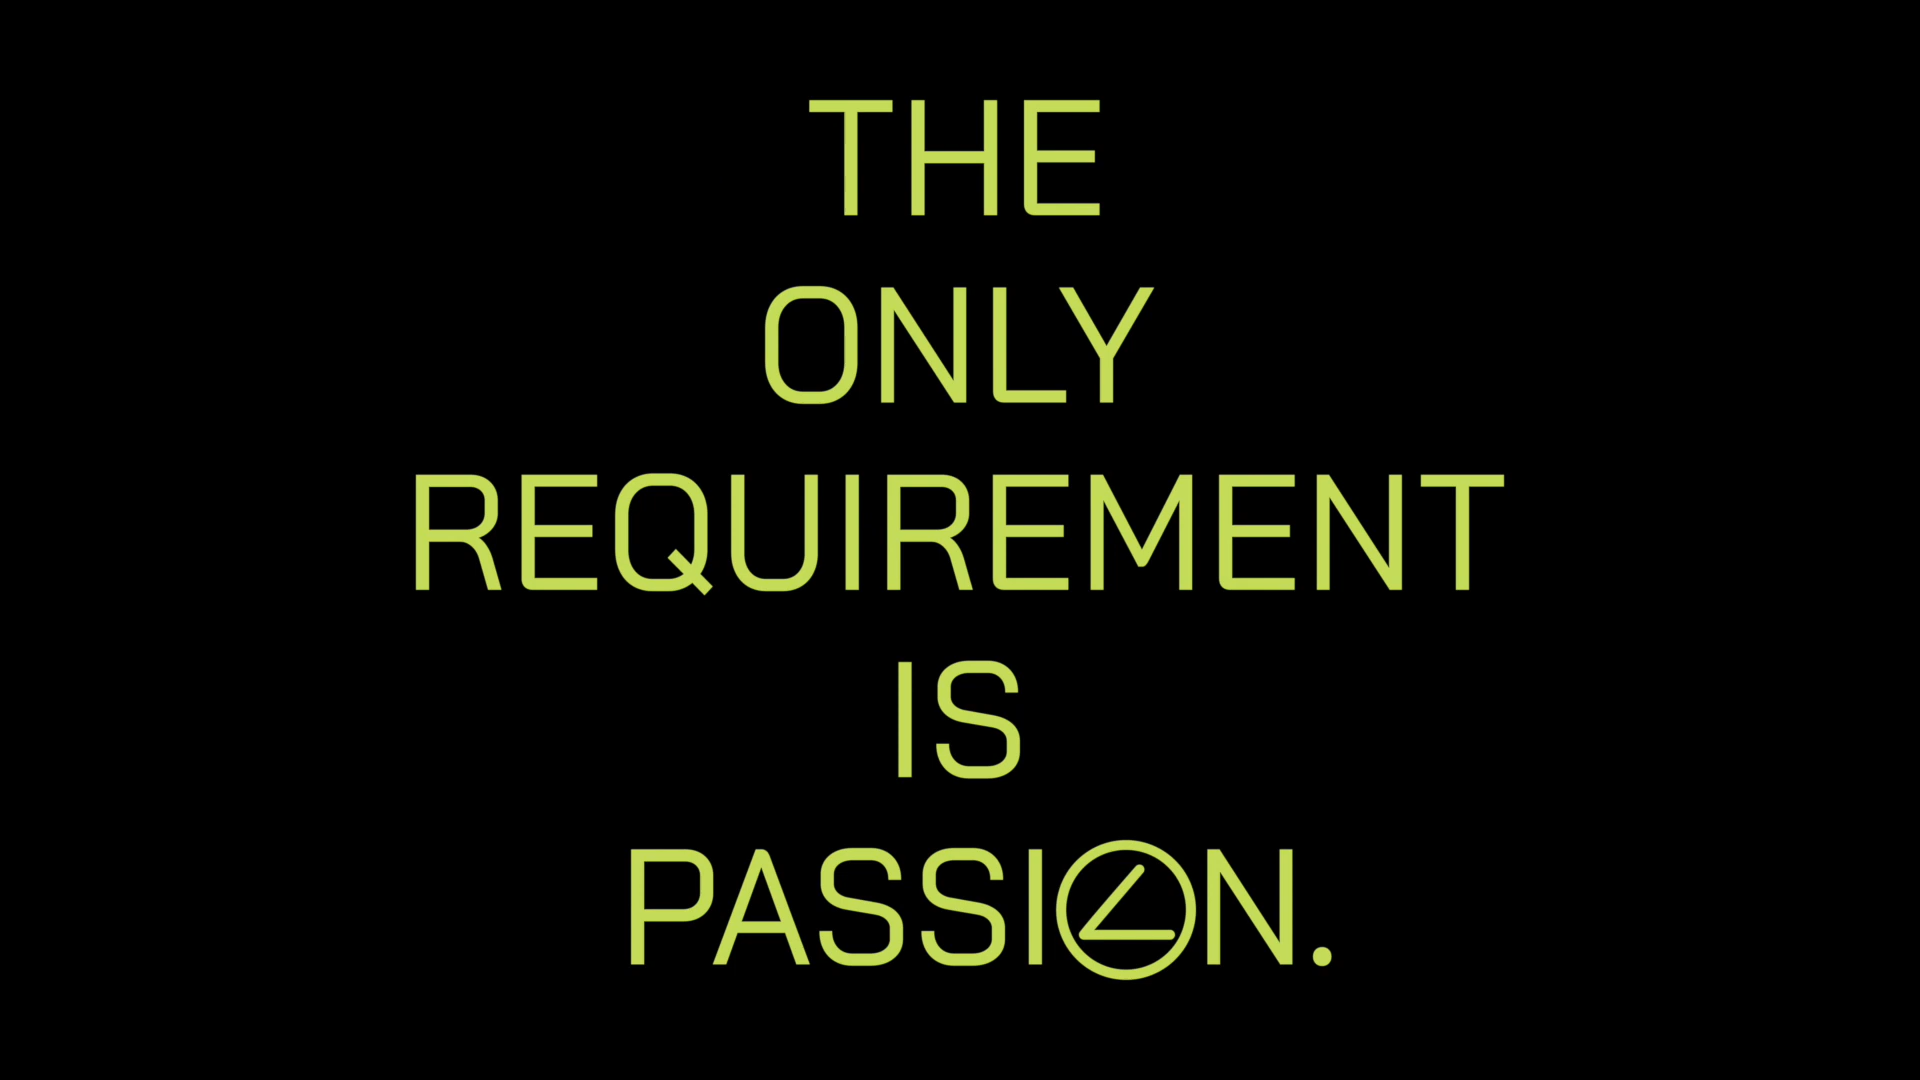 THE
ONLY
REQUIREMENT
IS
PASSION.